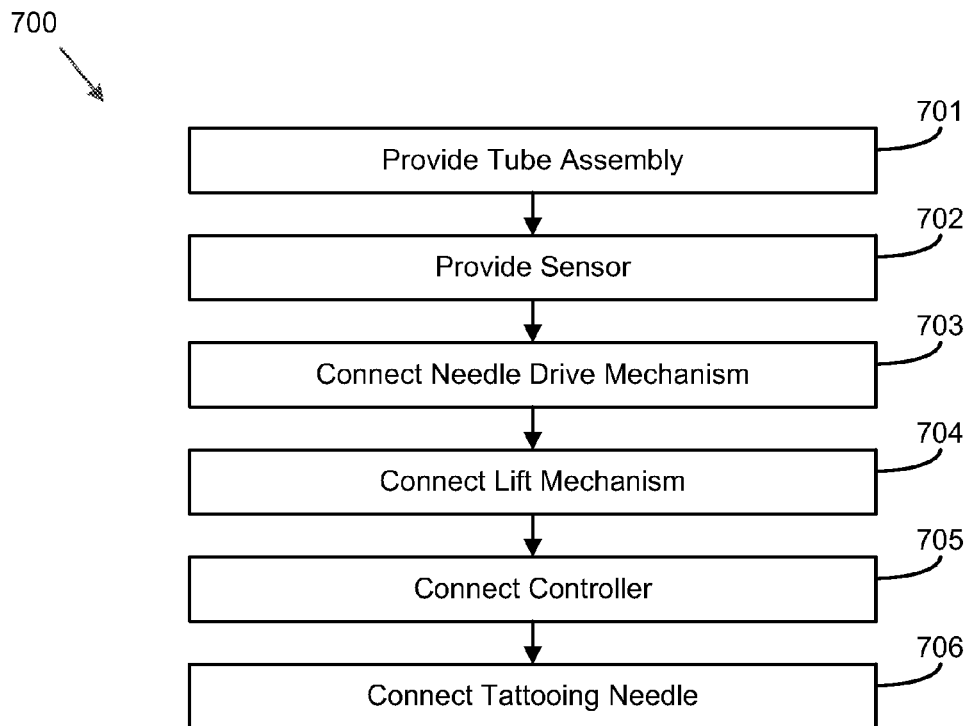 700
701
Provide Tube Assembly
702
Provide Sensor
703
Connect Needle Drive Mechanism
704
Connect Lift Mechanism
705
Connect Controller
706
Connect Tattooing Needle